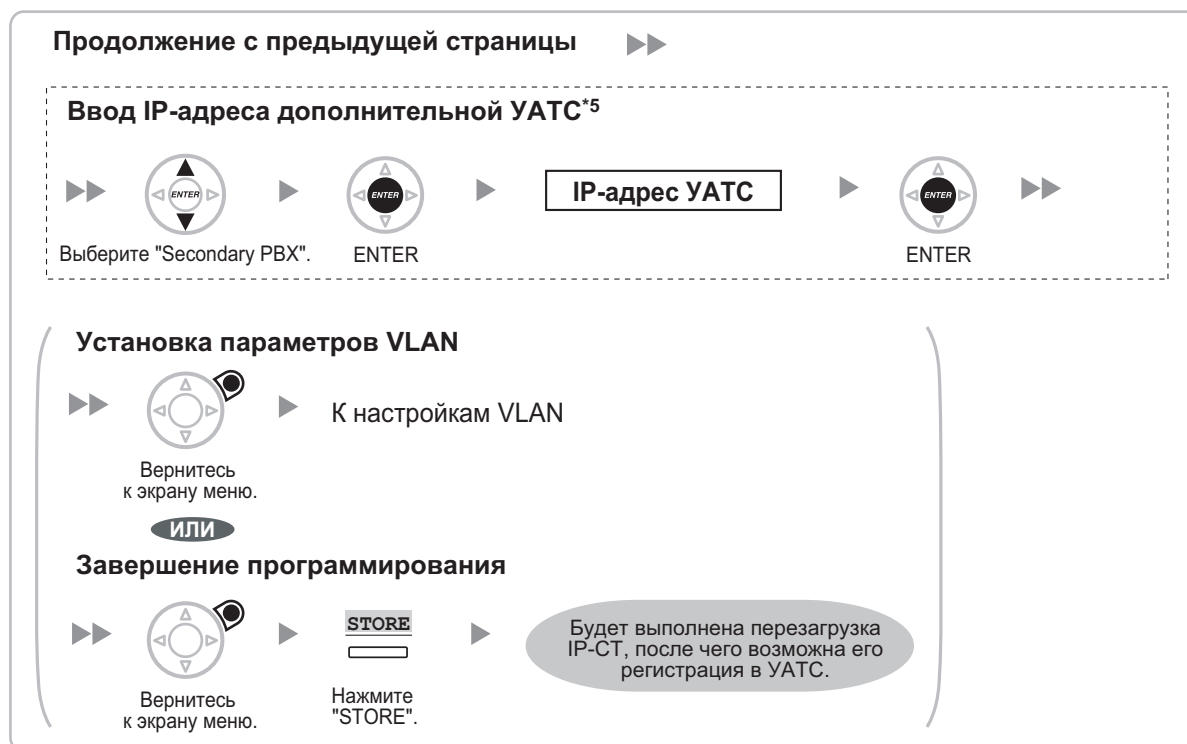 Продолжение с предыдущей страницы
Ввод IP-адреса дополнительной УАТС*5
ENTER
ENTER
IP-адрес УАТС
ENTER
Выберите "Secondary PBX".
ENTER
ENTER
Установка параметров VLAN
К настройкам VLAN
Вернитесь
к экрану меню.
ИЛИ
Завершение программирования
STORE
Будет выполнена перезагрузка
IP-СТ, после чего возможна его
регистрация в УАТС.
Вернитесь
к экрану меню.
Нажмите
"STORE".